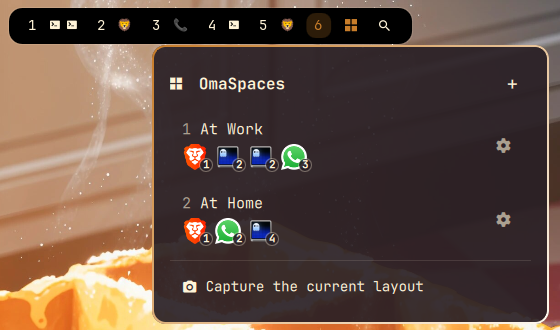 1 2 3 4 5 6
OmaSpaces +
1 At Work
1 2 2 3
2 At Home
1 2 4
Capture the current layout